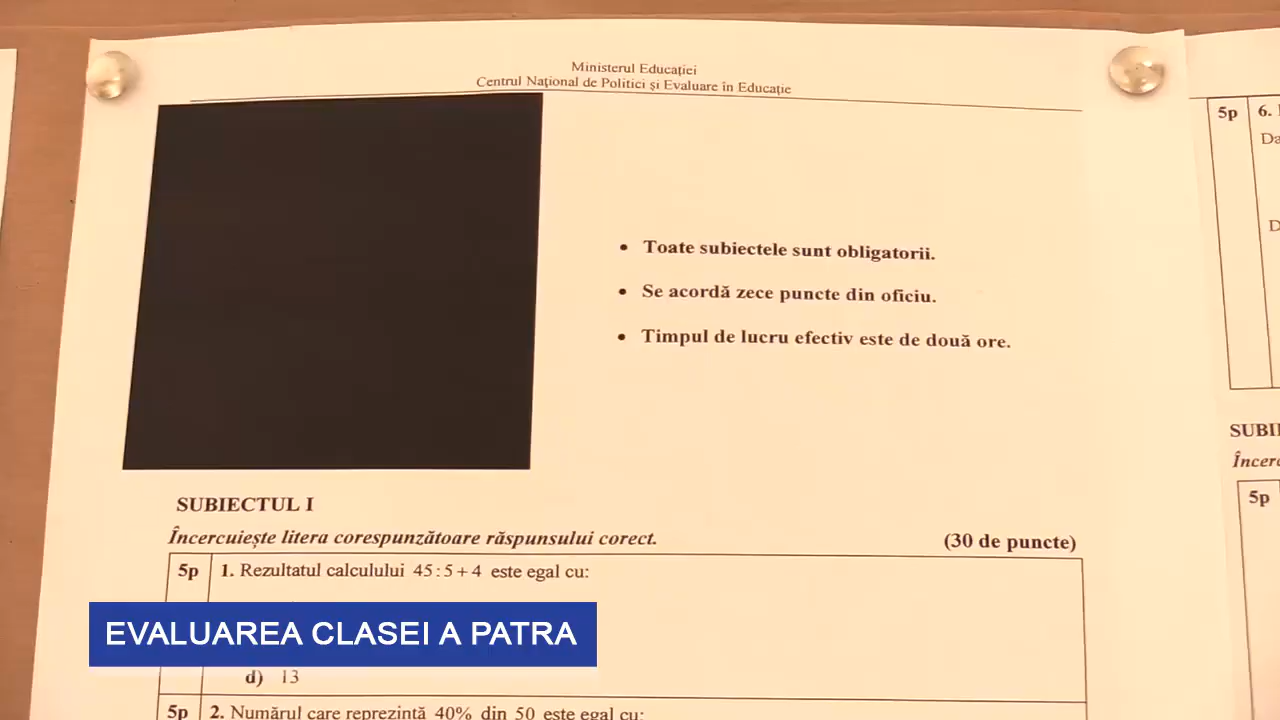 Ministerul Educației
Centrul Național de Politici și Evaluare în Educație
• Toate subiectele sunt obligatorii.
• Se acordă zece puncte din oficiu.
• Timpul de lucru efectiv este de două ore.
SUBIECTUL I
Încercuiește litera corespunzătoare răspunsului corect.
(30 de puncte)
5p 1. Rezultatul calculului 45 : 5 + 4 este egal cu:
EVALUAREA CLASEI A PATRA
d) 13
5p 2. Numărul care reprezintă 40% din 50 este egal cu:
5p 6.
5p